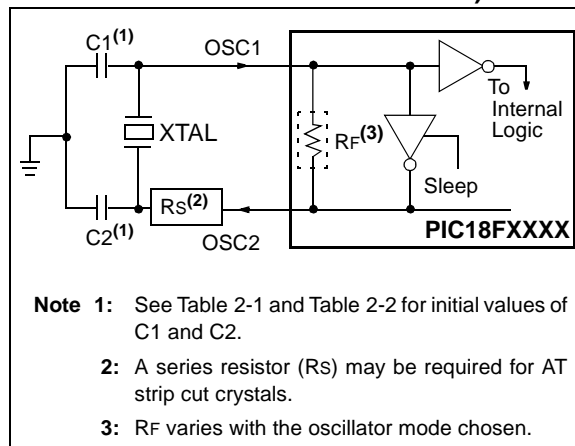 C1(1)
OSC1
To
Internal
Logic
XTAL
RF(3)
Sleep
RS(2)
C2(1)
OSC2
PIC18FXXXX
Note 1: See Table 2-1 and Table 2-2 for initial values of
C1 and C2.
2: A series resistor (RS) may be required for AT
strip cut crystals.
3: RF varies with the oscillator mode chosen.